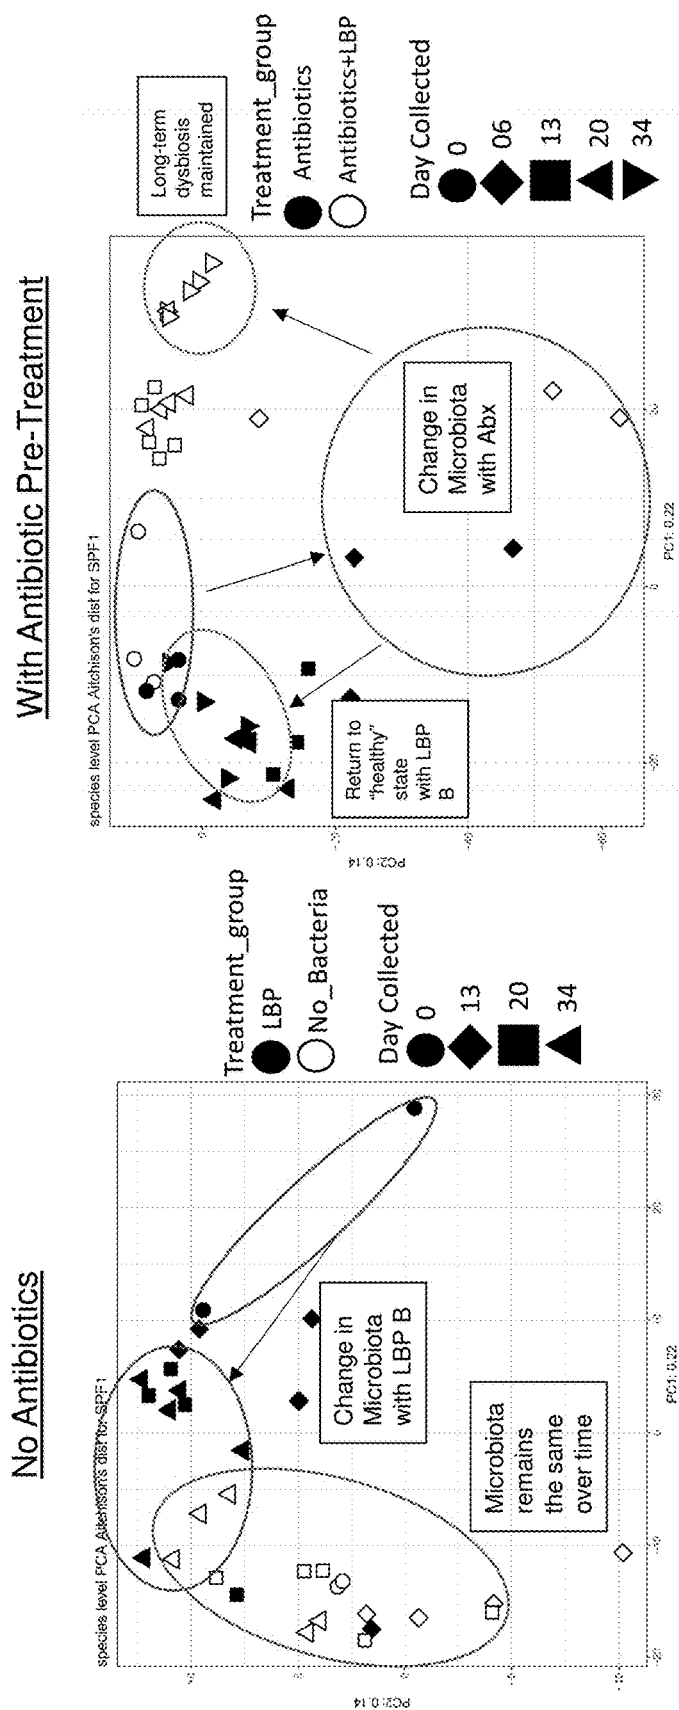 No Antibiotics
species level PCA Aitchison's dist for SPF1
PC2: 0.14
PC1: 0.22
Change in
Microbiota
with LBP B
Microbiota
remains
the same
over time
Treatment_group
LBP
No_Bacteria
Day Collected
0
13
20
34
With Antibiotic Pre-Treatment
species level PCA Aitchison's dist for SPF1
PC2: 0.14
PC1: 0.22
Return to
"healthy"
state
with LBP
B
Change in
Microbiota
with Abx
Long-term
dysbiosis
maintained
Treatment_group
Antibiotics
Antibiotics+LBP
Day Collected
0
06
13
20
34